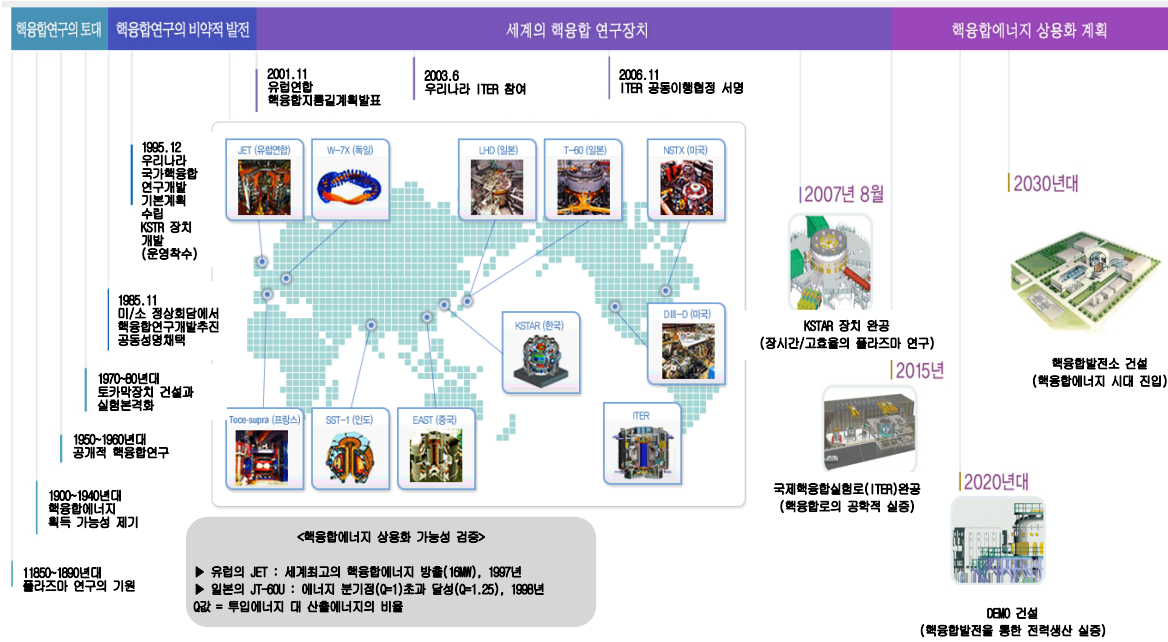 핵융합연구의 토대
핵융합연구의 비약적 발전
세계의 핵융합 연구장치
핵융합에너지 상용화 계획
2001.11
유럽연합
핵융합지름길계획발표
2003.6
우리나라 ITER 참여
2006.11
ITER 공동이행협정 서명
1995.12
우리나라
국가핵융합
연구개발
기본계획
수립
KSTR 장치
개발
(운영착수)
1985.11
미/소 정상회담에서
핵융합연구개발추진
공동성명채택
1970~80년대
토카막장치 건설과
실험본격화
1950~1960년대
공개적 핵융합연구
1900~1940년대
핵융합에너지
획득 가능성 제기
11850~1890년대
플라즈마 연구의 기원
JET (유럽연합)
W-7X (독일)
LHD (일본)
T-60 (일본)
NSTX (미국)
KSTAR (한국)
DIII-D (미국)
Toce-supra (프랑스)
SST-1 (인도)
EAST (중국)
ITER
<핵융합에너지 상용화 가능성 검증>
▶ 유럽의 JET : 세계최고의 핵융합에너지 방출(16MW), 1997년
▶ 일본의 JT-60U : 에너지 분기정(Q=1)초과 달성(Q=1.25), 1998년
Q값 = 투입에너지 대 산출에너지의 비율
2007년 8월
KSTAR 장치 완공
(장시간/고효율의 플라즈마 연구)
2015년
국제핵융합실험로(ITER)완공
(핵융합로의 공학적 실증)
2020년대
DEMO 건설
(핵융합발전을 통한 전력생산 실증)
2030년대
핵융합발전소 건설
(핵융합에너지 시대 진입)